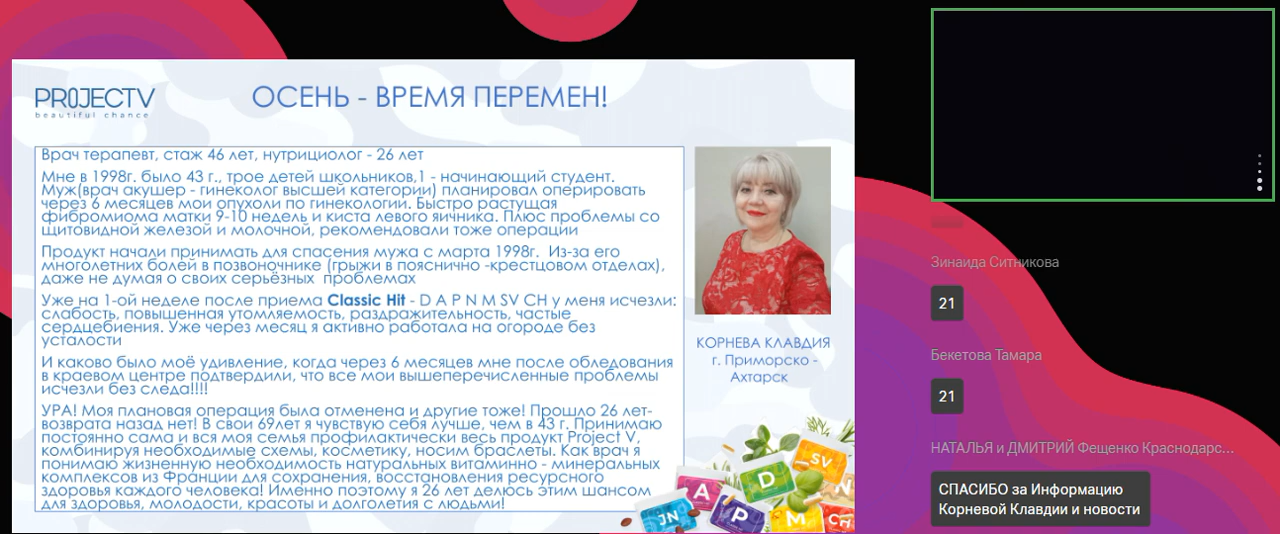 PROJECTV
beautiful chance
ОСЕНЬ - ВРЕМЯ ПЕРЕМЕН!
Врач терапевт, стаж 46 лет, нутрициолог - 26 лет
Мне в 1998г. было 43 г., трое детей школьников,1 - начинающий студент.
Муж(врач акушер - гинеколог высшей категории) планировал оперировать
через 6 месяцев мои опухоли по гинекологии. Быстро растущая
фибромиома матки 9-10 недель и киста левого яичника. Плюс проблемы со
щитовидной железой и молочной, рекомендовали тоже операции
Продукт начали принимать для спасения мужа с марта 1998г. Из-за его
многолетних болей в позвоночнике (грыжи в пояснично -крестцовом отделах),
даже не думая о своих серьёзных проблемах
Уже на 1-ой неделе после приема Classic Hit - D A P N M SV CH у меня исчезли:
слабость, повышенная утомляемость, раздражительность, частые
сердцебиения. Уже через месяц я активно работала на огороде без
усталости
И каково было моё удивление, когда через 6 месяцев мне после обледования
в краевом центре подтвердили, что все мои вышеперечисленные проблемы
исчезли без следа!!!!
УРА! Моя плановая операция была отменена и другие тоже! Прошло 26 лет-
возврата назад нет! В свои 69лет я чувствую себя лучше, чем в 43 г. Принимаю
постоянно сама и вся моя семья профилактически весь продукт Project V,
комбинируя необходимые схемы, косметику, носим браслеты. Как врач я
понимаю жизненную необходимость натуральных витаминно - минеральных
комплексов из Франции для сохранения, восстановления ресурсного
здоровья каждого человека! Именно поэтому я 26 лет делюсь этим шансом
для здоровья, молодости, красоты и долголетия с людьми!
КОРНЕВА КЛАВДИЯ
г. Приморско -
Ахтарск
SV
D
A
N
JN
P
M
CH
Зинаида Ситникова
21
Бекетова Тамара
21
НАТАЛЬЯ и ДМИТРИЙ Фещенко Краснодарс...
СПАСИБО за Информацию
Корневой Клавдии и новости